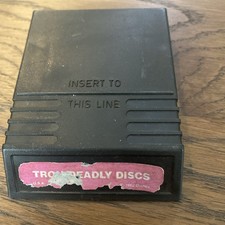 INSERT TO
THIS LINE
TRON DEADLY DISCS